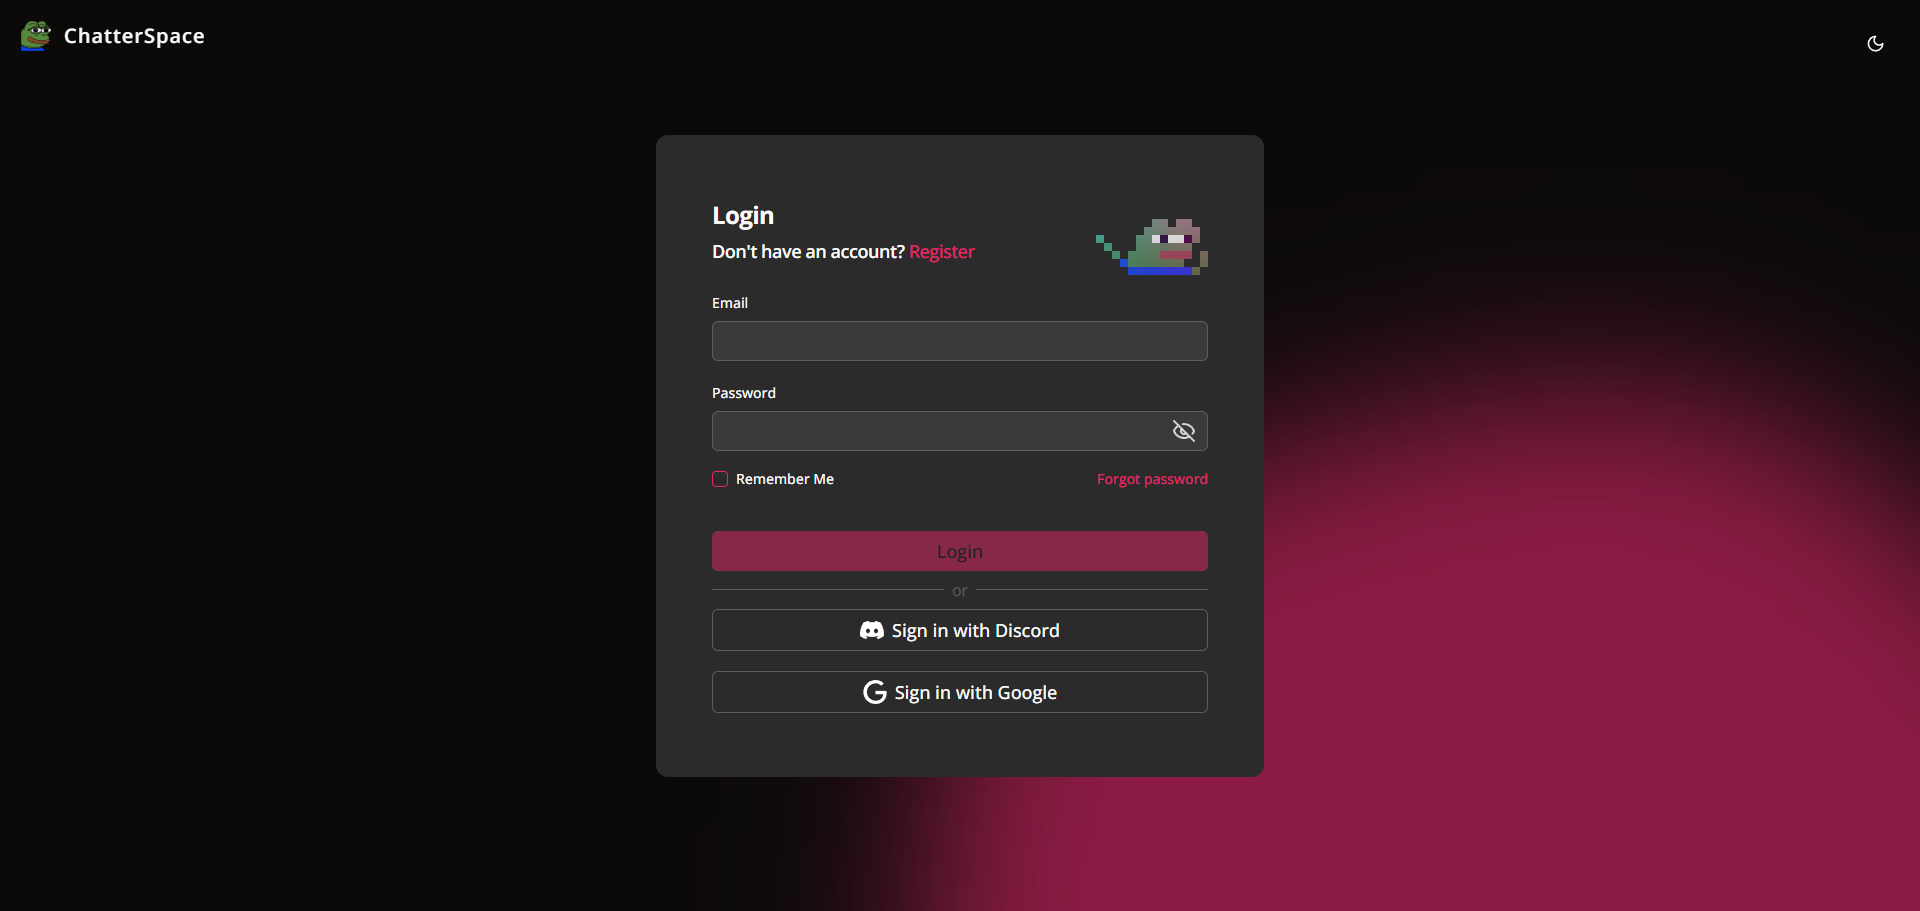 ChatterSpace
Login
Don't have an account? Register
Email
Password
Remember Me
Forgot password
Login
or
Sign in with Discord
Sign in with Google